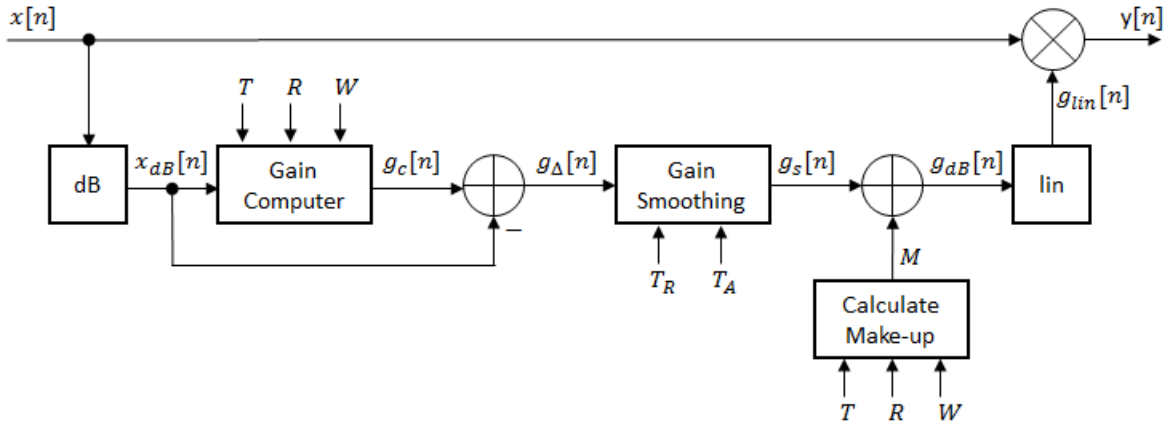 x[n]
y[n]
g_lin[n]
T R W
dB
x_dB[n]
Gain
Computer
g_c[n]
−
g_Δ[n]
Gain
Smoothing
g_s[n]
g_dB[n]
lin
T_R T_A
M
Calculate
Make-up
T R W